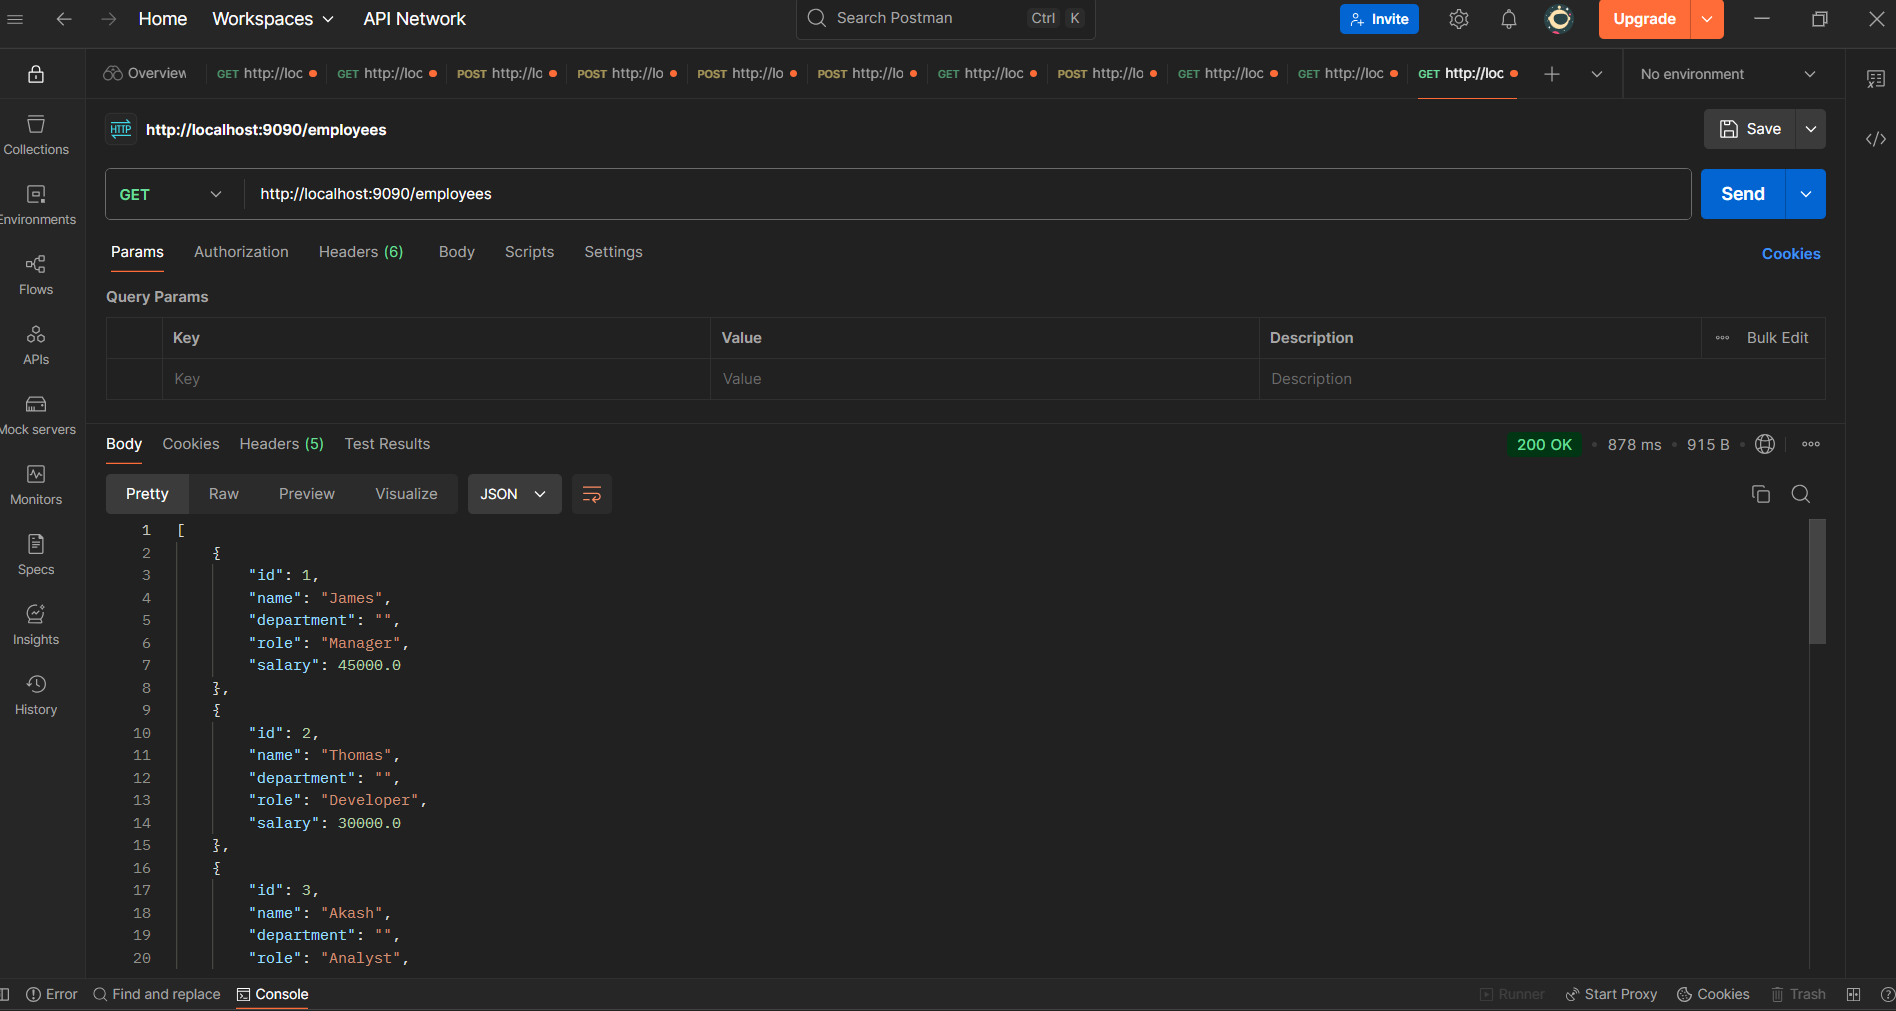 Home Workspaces API Network Search Postman Ctrl K Invite Upgrade
Overview GET http://loc GET http://loc POST http://lo POST http://lo POST http://lo POST http://lo GET http://loc POST http://lo GET http://loc GET http://loc GET http://loc No environment
HTTP http://localhost:9090/employees Save
Collections
GET http://localhost:9090/employees Send
Environments
Params Authorization Headers (6) Body Scripts Settings Cookies
Flows
Query Params
Key Value Description Bulk Edit
APIs
Key Value Description
Mock servers
Body Cookies Headers (5) Test Results 200 OK 878 ms 915 B
Monitors
Pretty Raw Preview Visualize JSON
Specs
Insights
History
1 [
2 {
3 "id": 1,
4 "name": "James",
5 "department": "",
6 "role": "Manager",
7 "salary": 45000.0
8 },
9 {
10 "id": 2,
11 "name": "Thomas",
12 "department": "",
13 "role": "Developer",
14 "salary": 30000.0
15 },
16 {
17 "id": 3,
18 "name": "Akash",
19 "department": "",
20 "role": "Analyst",
Error Find and replace Console Runner Start Proxy Cookies Trash